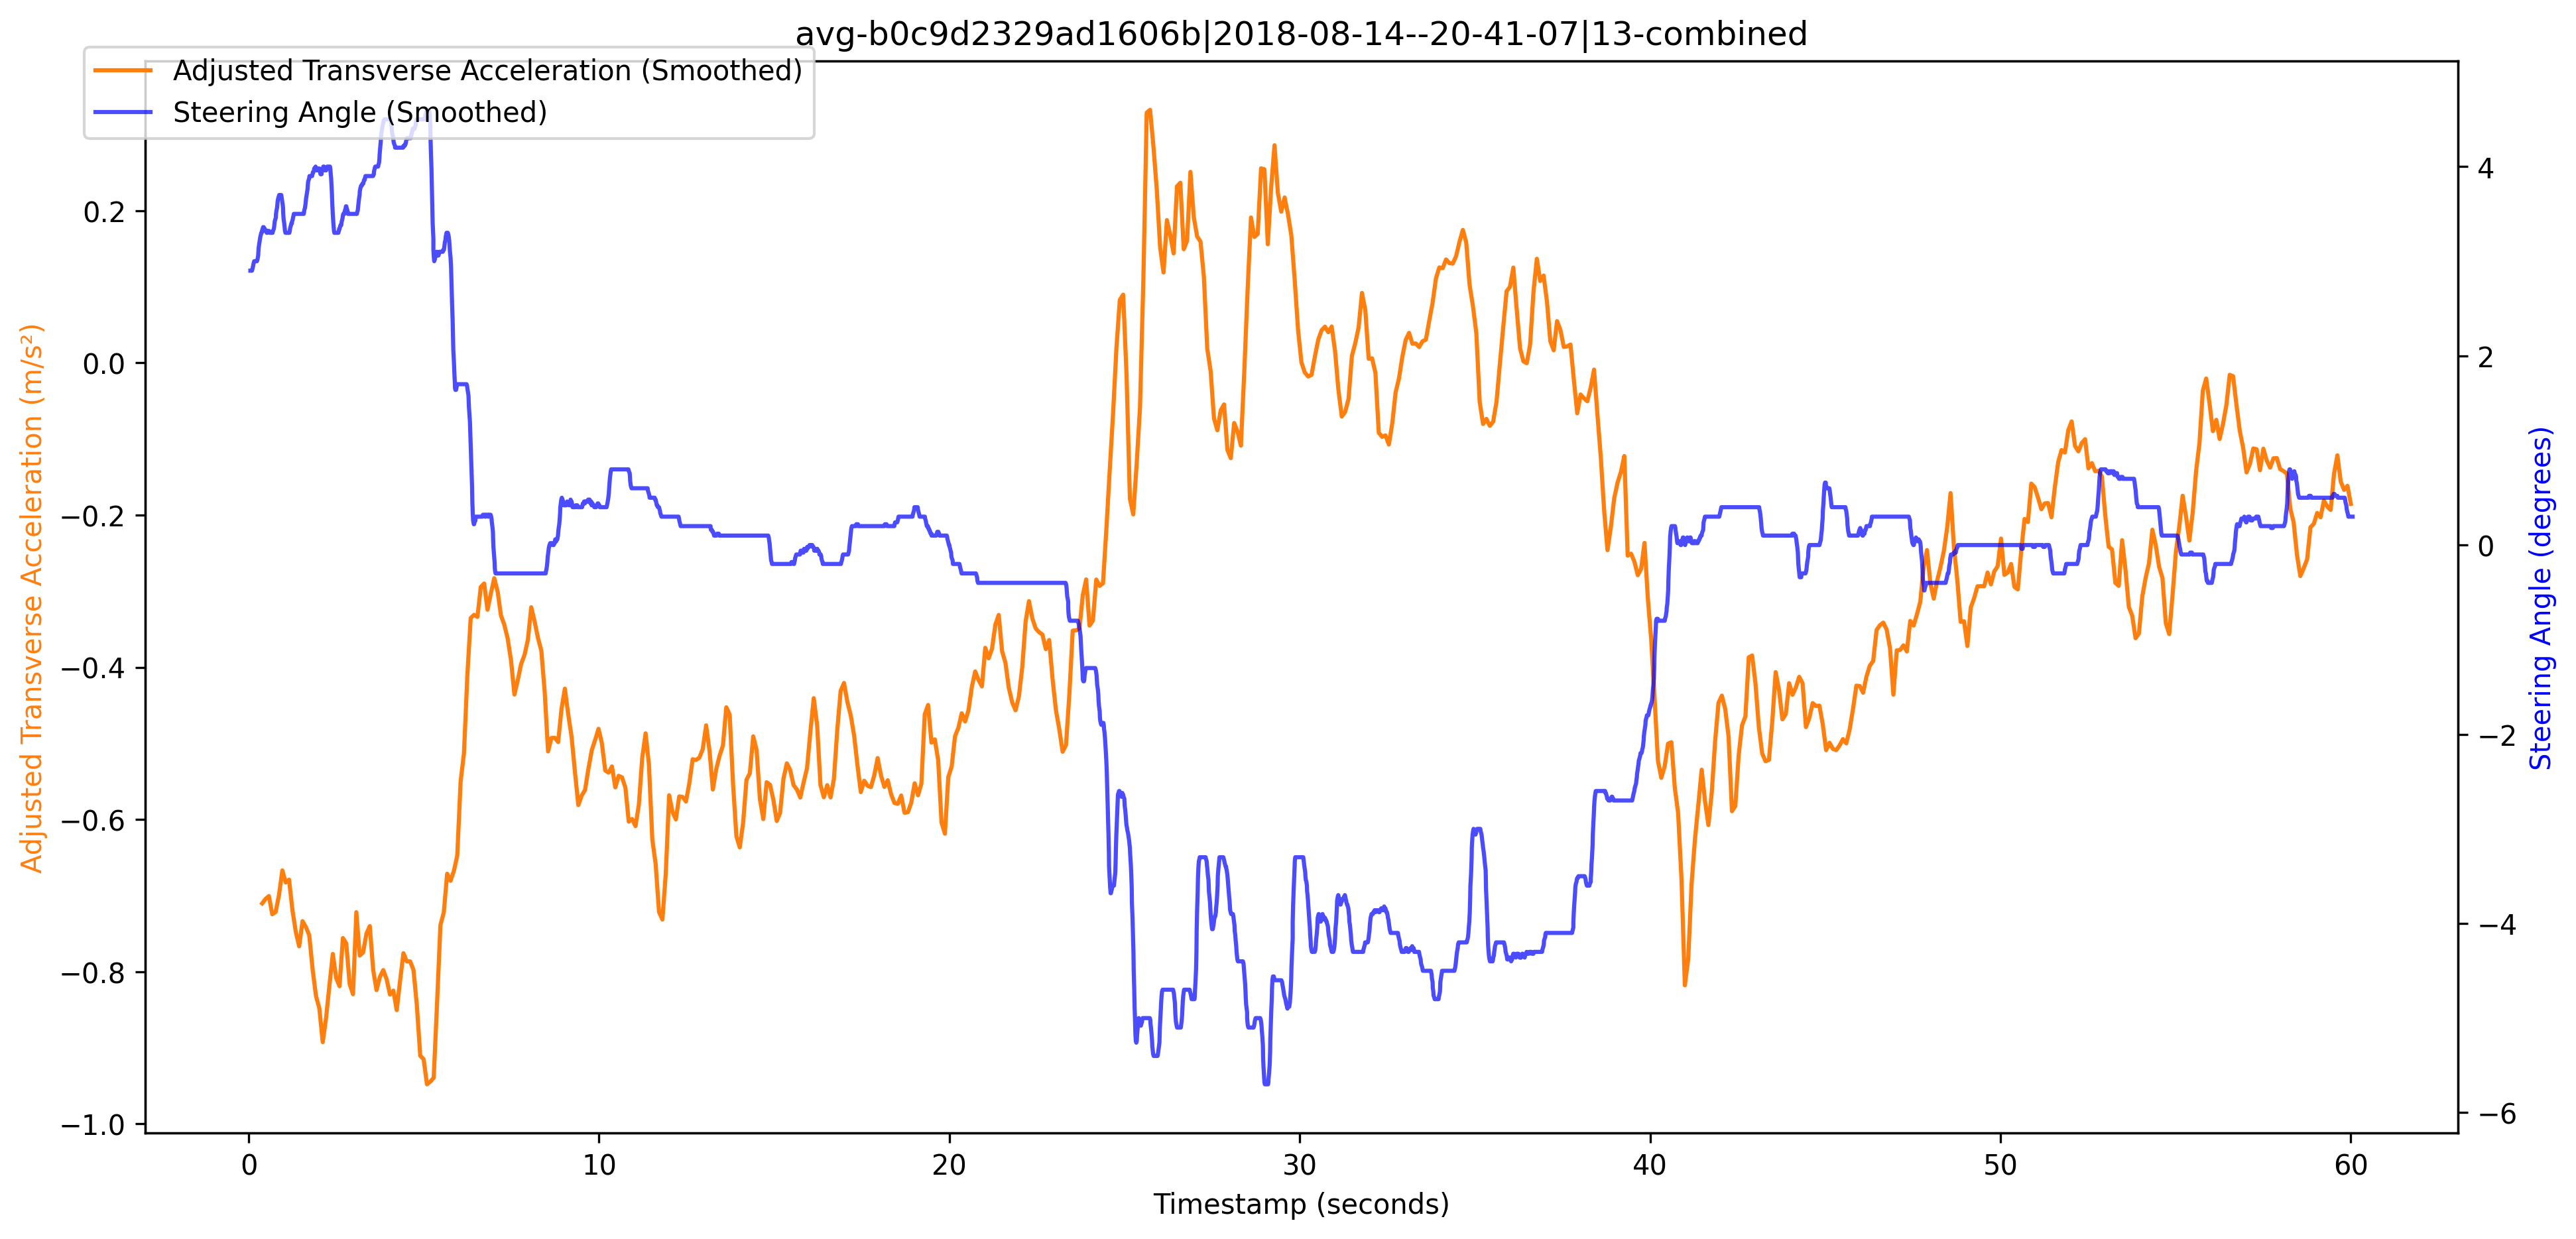 avg-b0c9d2329ad1606b|2018-08-14--20-41-07|13-combined
Adjusted Transverse Acceleration (Smoothed)
Steering Angle (Smoothed)
Adjusted Transverse Acceleration (m/s²)
0.2
0.0
−0.2
−0.4
−0.6
−0.8
−1.0
4
2
0
−2
−4
−6
Steering Angle (degrees)
0 10 20 30 40 50 60
Timestamp (seconds)